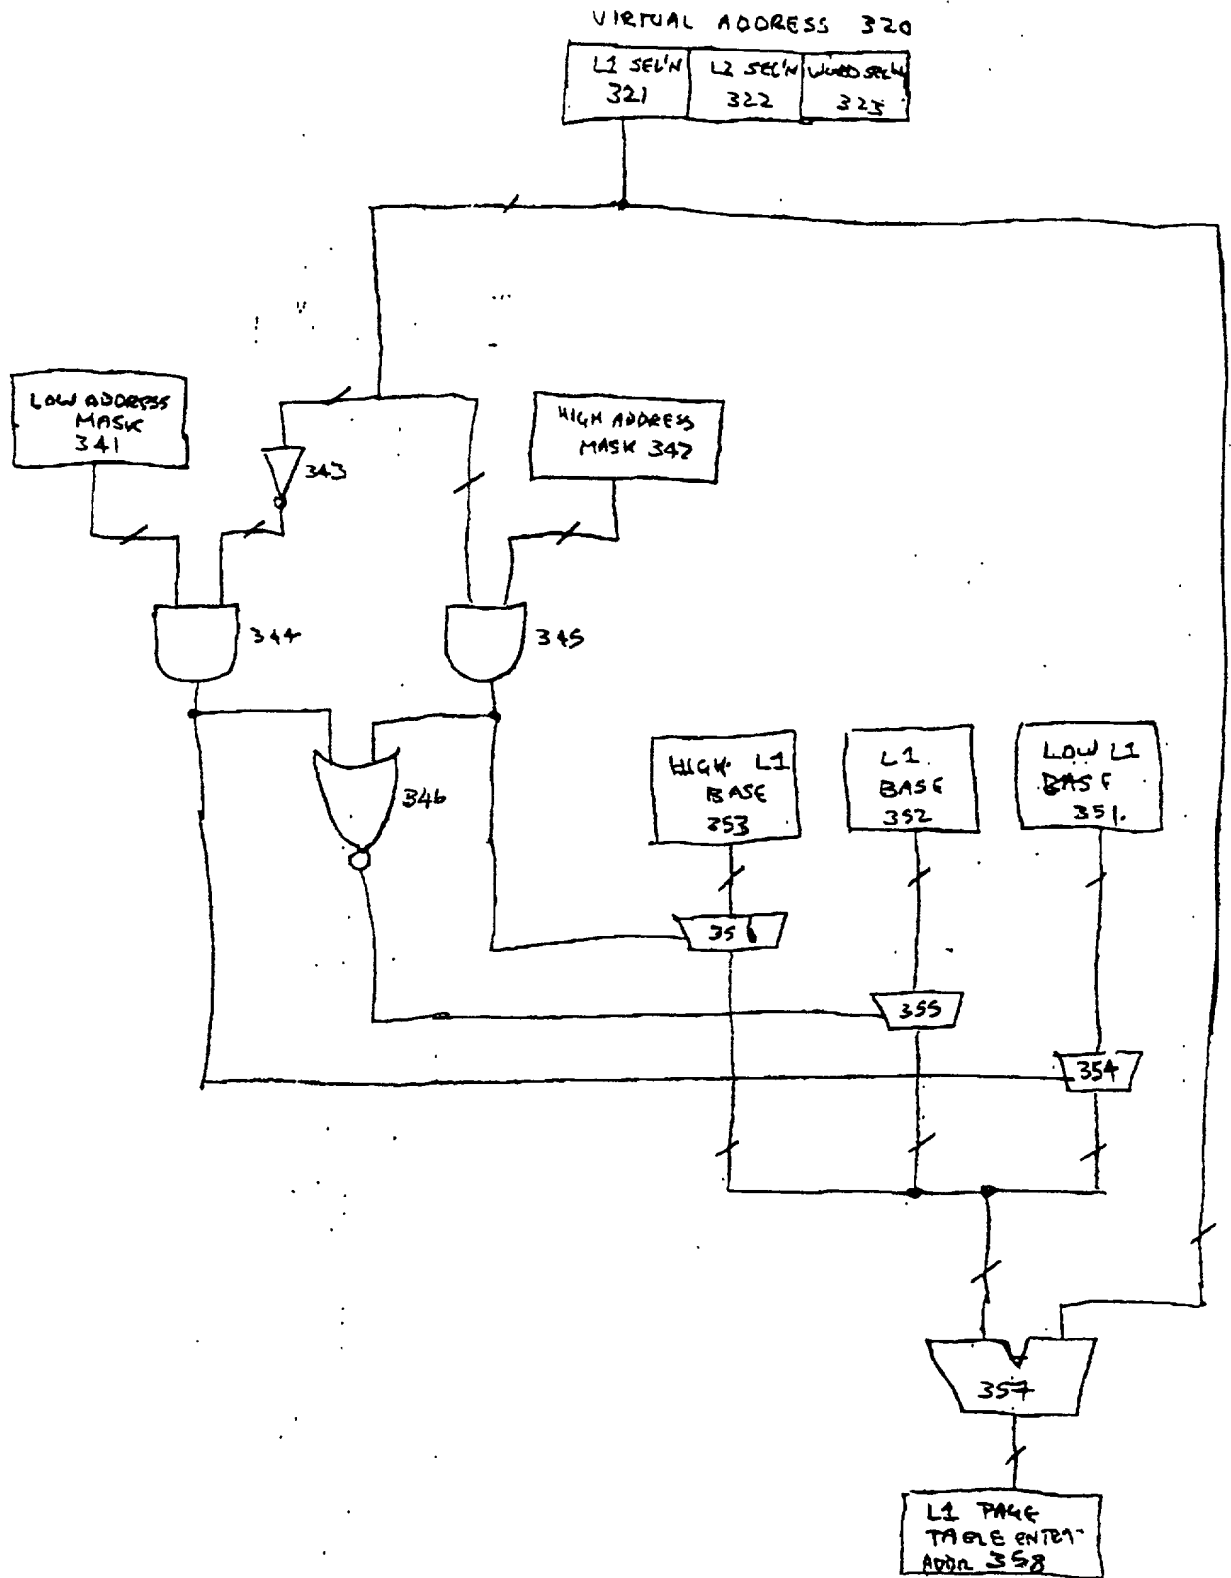 VIRTUAL ADDRESS 320
L1 SEL'N
321
L2 SEL'N
322
WORD SEL'N
323
LOW ADDRESS
MASK
341
HIGH ADDRESS
MASK 342
343
344
345
346
HIGH L1
BASE
353
L1
BASE
352
LOW L1
BASE
351.
355
354
357
L1 PAGE
TABLE ENTRY
ADDR 358